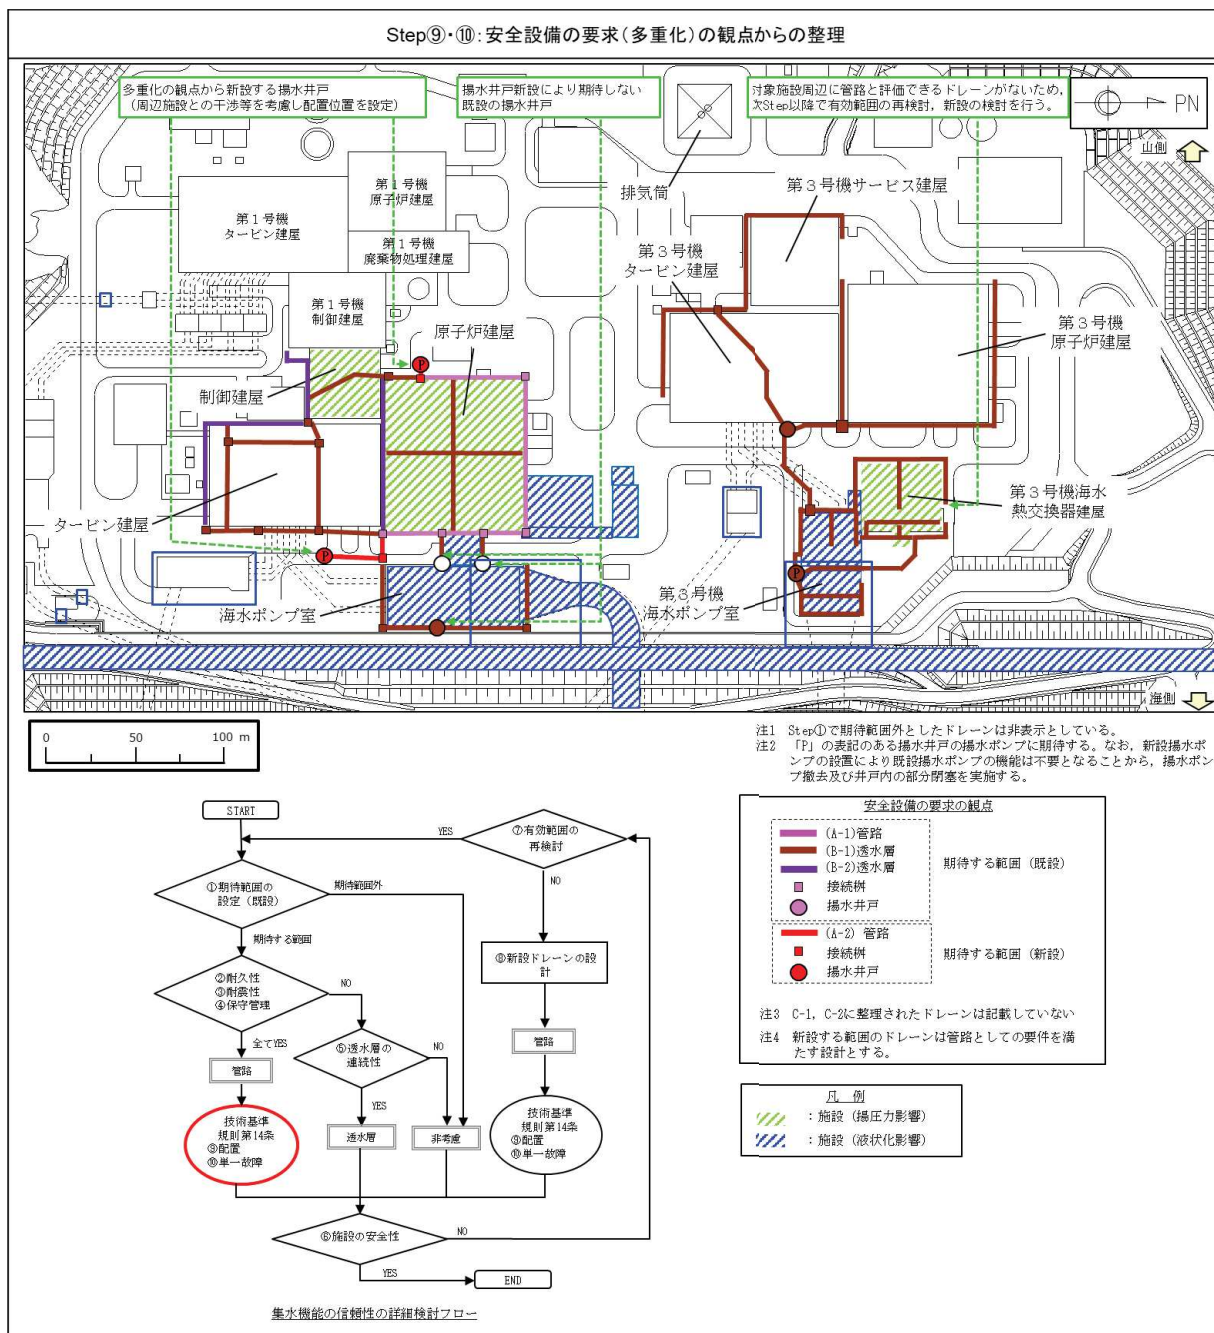 Step⑨・⑩:安全設備の要求(多重化)の観点からの整理
多重化の観点から新設する揚水井戸
(周辺施設との干渉等を考慮し配置位置を設定)
揚水井戸新設により期待しない
既設の揚水井戸
対象施設周辺に管路と評価できるドレーンがないため,
次Step以降で有効範囲の再検討,新設の検討を行う。
PN
山側
第1号機
原子炉建屋
第1号機
タービン建屋
第1号機
廃棄物処理建屋
第1号機
制御建屋
排気筒
第3号機サービス建屋
第3号機
タービン建屋
第3号機
原子炉建屋
原子炉建屋
P
制御建屋
タービン建屋
P
海水ポンプ室
第3号機海水
熱交換器建屋
P
第3号機
海水ポンプ室
海側
0 50 100 m
注1 Step①で期待範囲外としたドレーンは非表示としている。
注2 「P」の表記のある揚水井戸の揚水ポンプに期待する。なお,新設揚水ポ
ンプの設置により既設揚水ポンプの機能は不要となることから,揚水ポン
プ撤去及び井戸内の部分閉塞を実施する。
安全設備の要求の観点
(A-1)管路
(B-1)透水層
(B-2)透水層
接続桝
揚水井戸
期待する範囲(既設)
(A-2) 管路
接続桝
揚水井戸
期待する範囲(新設)
注3 C-1, C-2に整理されたドレーンは記載していない
注4 新設する範囲のドレーンは管路としての要件を満
たす設計とする。
凡 例
:施設(揚圧力影響)
:施設(液状化影響)
START
YES
⑦有効範囲の
再検討
①期待範囲の
設定(既設)
期待範囲外
NO
期待する範囲
⑧新設ドレーンの設
計
②耐久性
③耐震性
④保守管理
NO
全てYES
⑤透水層の
連続性
NO
管路
管路
YES
技術基準
規則第14条
⑨配置
⑩単一故障
透水層
非考慮
技術基準
規則第14条
⑨配置
⑩単一故障
⑥施設の安全性
NO
YES
END
集水機能の信頼性の詳細検討フロー